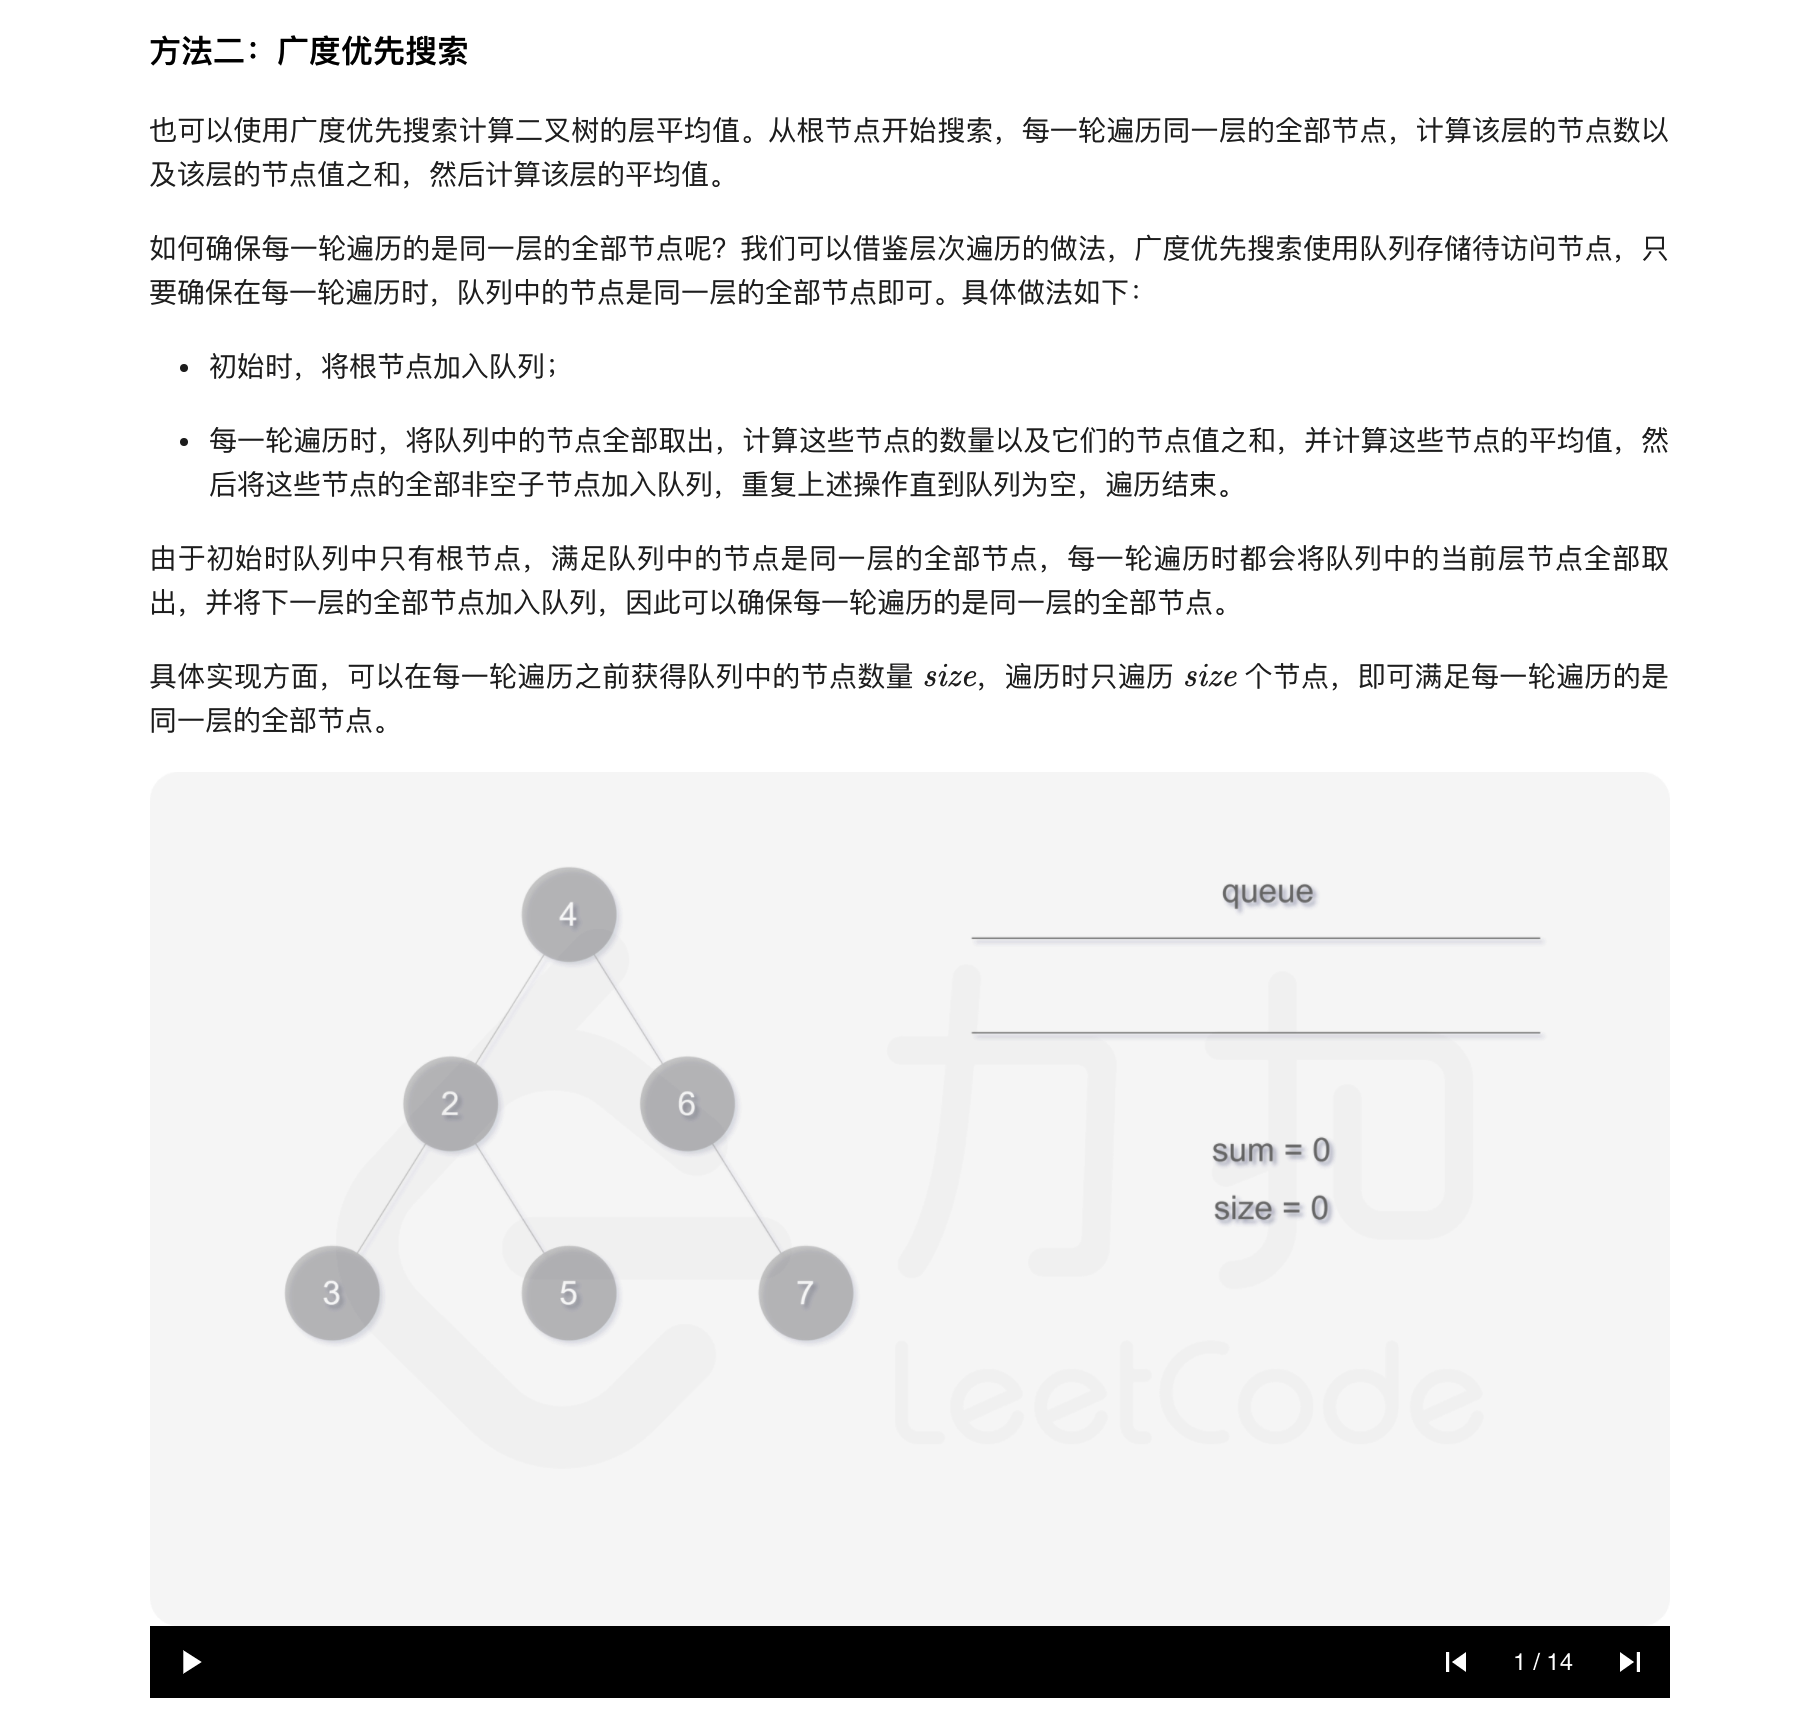 方法二：广度优先搜索
也可以使用广度优先搜索计算二叉树的层平均值。从根节点开始搜索，每一轮遍历同一层的全部节点，计算该层的节点数以
及该层的节点值之和，然后计算该层的平均值。
如何确保每一轮遍历的是同一层的全部节点呢？我们可以借鉴层次遍历的做法，广度优先搜索使用队列存储待访问节点，只
要确保在每一轮遍历时，队列中的节点是同一层的全部节点即可。具体做法如下：
• 初始时，将根节点加入队列；
• 每一轮遍历时，将队列中的节点全部取出，计算这些节点的数量以及它们的节点值之和，并计算这些节点的平均值，然
后将这些节点的全部非空子节点加入队列，重复上述操作直到队列为空，遍历结束。
由于初始时队列中只有根节点，满足队列中的节点是同一层的全部节点，每一轮遍历时都会将队列中的当前层节点全部取
出，并将下一层的全部节点加入队列，因此可以确保每一轮遍历的是同一层的全部节点。
具体实现方面，可以在每一轮遍历之前获得队列中的节点数量 size，遍历时只遍历 size 个节点，即可满足每一轮遍历的是
同一层的全部节点。
4
2 6
3 5 7
queue
sum = 0
size = 0
力扣
LeetCode
1 / 14